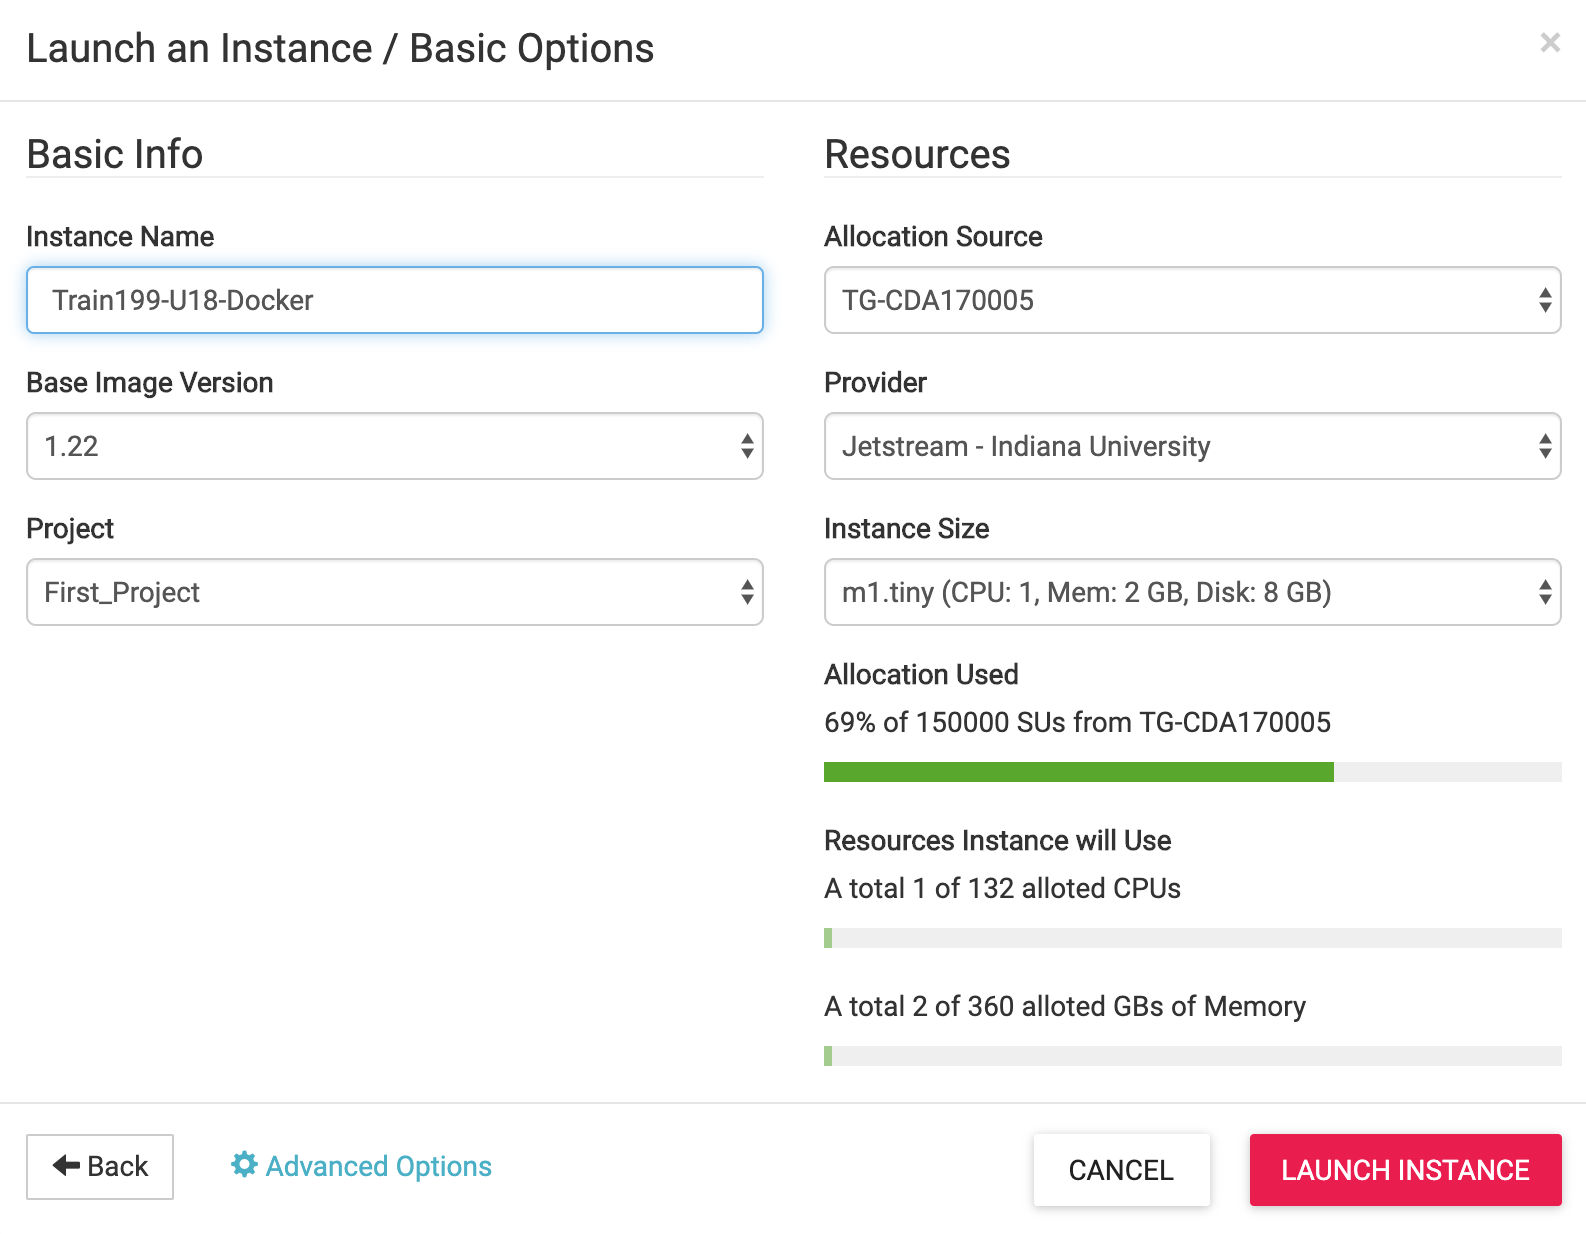 Launch an Instance / Basic Options
×
Basic Info
Instance Name
Train199-U18-Docker
Base Image Version
1.22
Project
First_Project
Resources
Allocation Source
TG-CDA170005
Provider
Jetstream - Indiana University
Instance Size
m1.tiny (CPU: 1, Mem: 2 GB, Disk: 8 GB)
Allocation Used
69% of 150000 SUs from TG-CDA170005
Resources Instance will Use
A total 1 of 132 alloted CPUs
A total 2 of 360 alloted GBs of Memory
Back
Advanced Options
CANCEL
LAUNCH INSTANCE